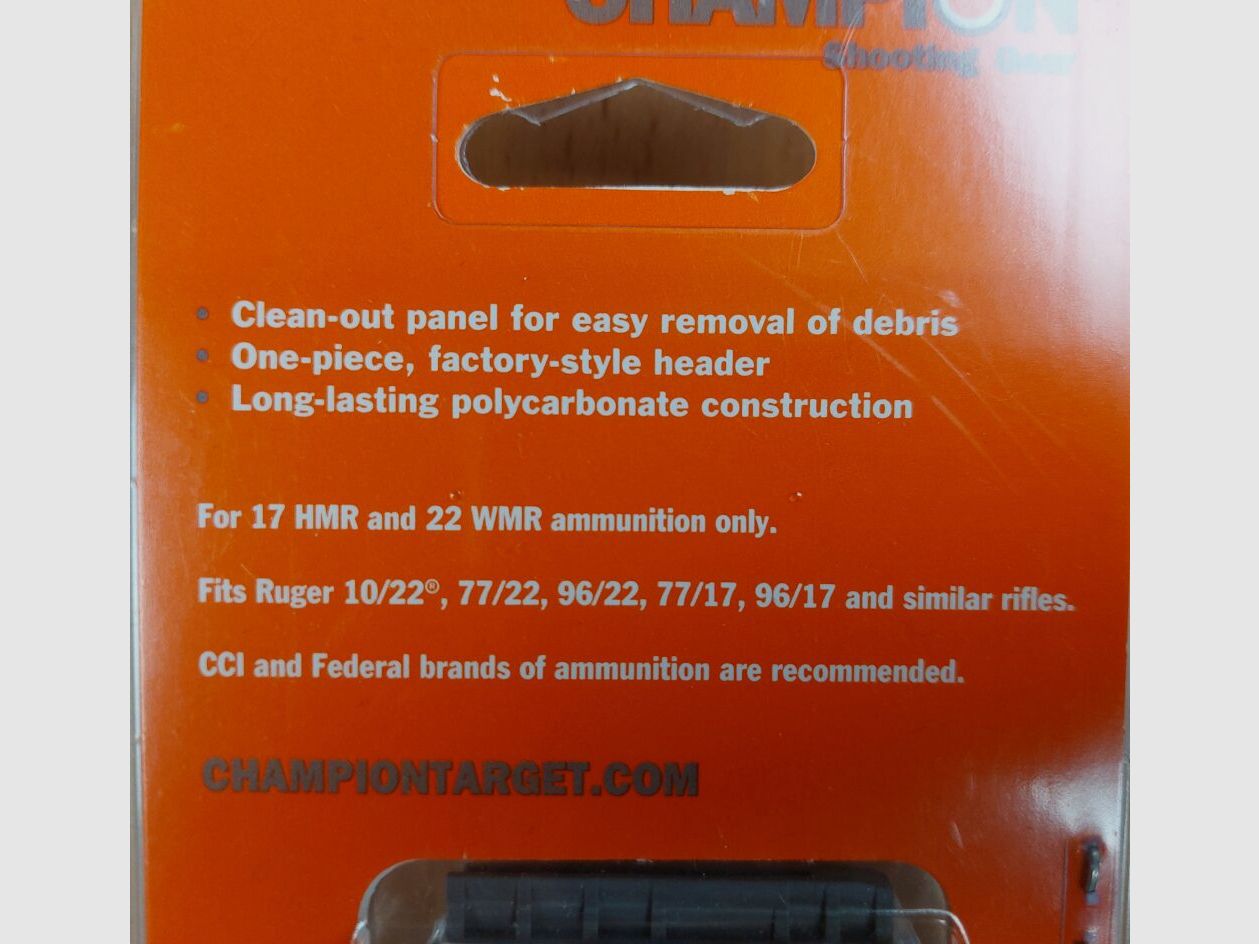 CHAMPION
Shooting Gear
• Clean-out panel for easy removal of debris
• One-piece, factory-style header
• Long-lasting polycarbonate construction
For 17 HMR and 22 WMR ammunition only.
Fits Ruger 10/22®, 77/22, 96/22, 77/17, 96/17 and similar rifles.
CCI and Federal brands of ammunition are recommended.
CHAMPIONTARGET.COM